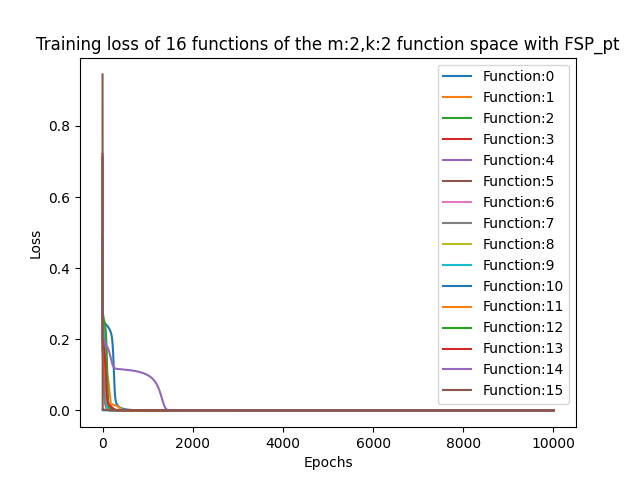 Training loss of 16 functions of the m:2,k:2 function space with FSP_pt
Loss
0.8
0.6
0.4
0.2
0.0
Function:0
Function:1
Function:2
Function:3
Function:4
Function:5
Function:6
Function:7
Function:8
Function:9
Function:10
Function:11
Function:12
Function:13
Function:14
Function:15
0 2000 4000 6000 8000 10000
Epochs